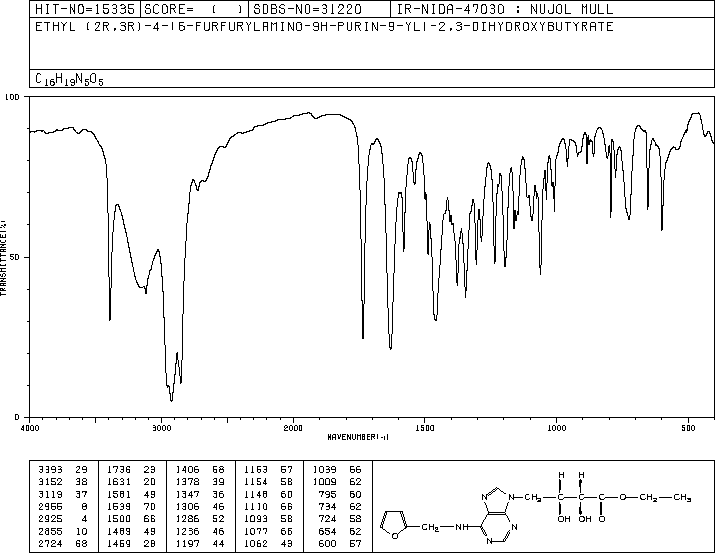 HIT-NO=15335 SCORE= ( ) SDBS-NO=31220 IR-NIDA-47030 : NUJOL MULL
ETHYL (2R,3R)-4-(6-FURFURYLAMINO-9H-PURIN-9-YL)-2,3-DIHYDROXYBUTYRATE
C16H19N5O5
100
50
0
TRANSMITTANCE(%)
4000 3000 2000 1500 1000 500
WAVENUMBER(-1)
3393 29 1736 23 1406 58 1163 57 1039 66
3152 38 1631 20 1378 39 1154 58 1009 62
3119 37 1581 49 1347 36 1148 60 795 60
2955 8 1539 70 1306 46 1110 66 734 62
2925 4 1500 66 1286 52 1093 58 724 58
2855 10 1489 49 1236 46 1077 66 654 62
2724 68 1459 28 1197 44 1062 43 600 57
H H
N N N-CH2-C-C-C-O-CH2-CH3
OH OH O
O CH2-NH N N